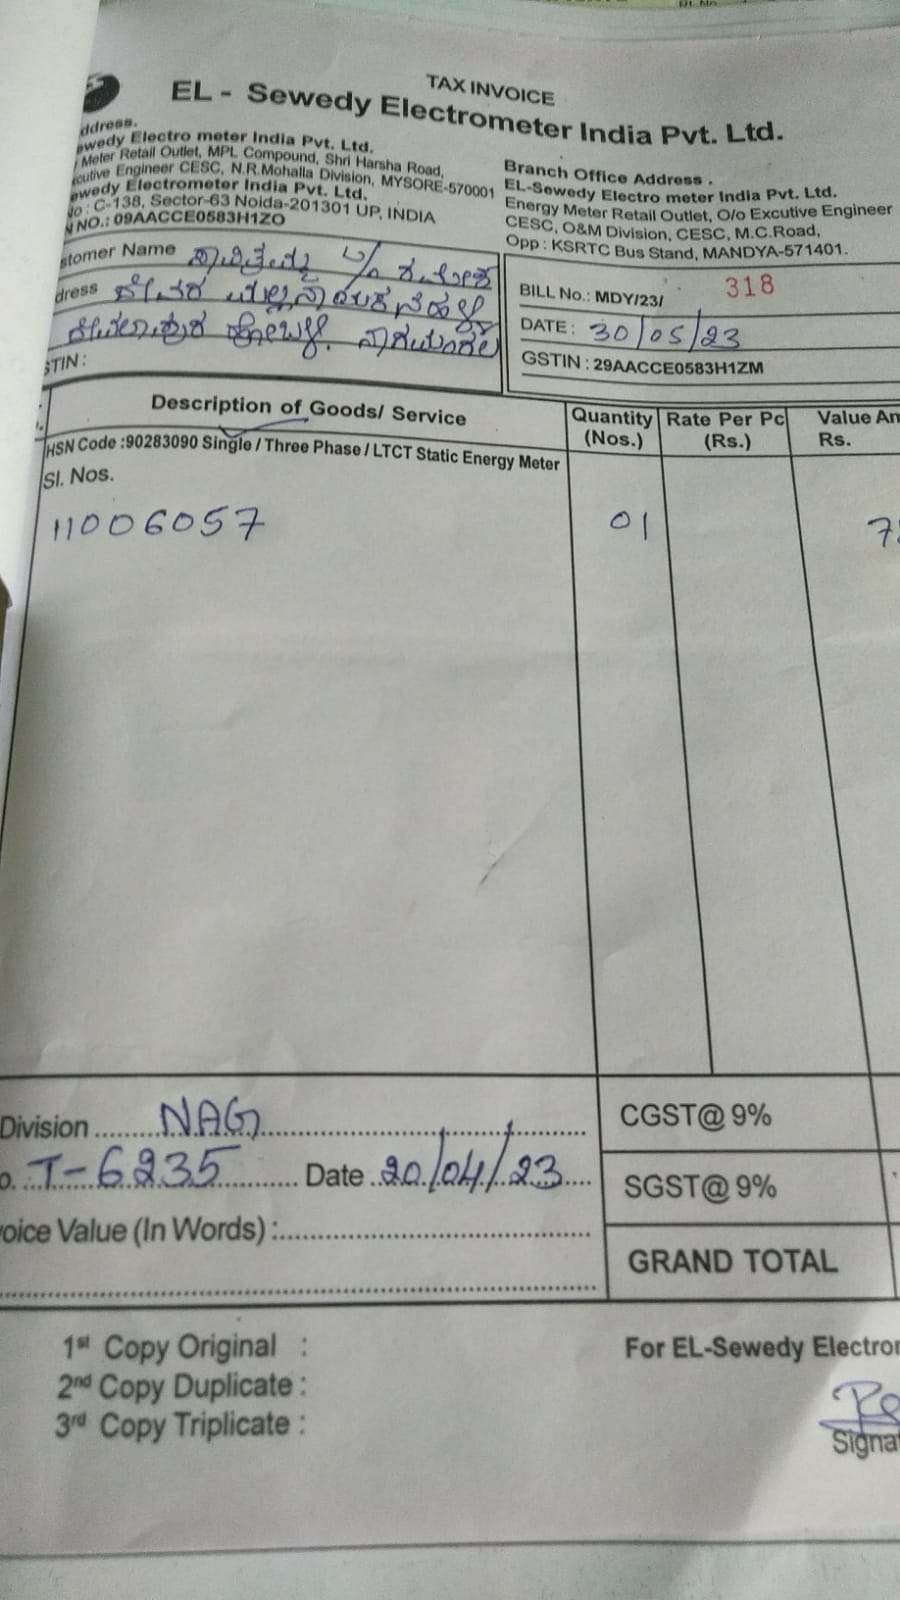 TAX INVOICE
EL - Sewedy Electrometer India Pvt. Ltd.
ddress.
ewedy Electro meter India Pvt. Ltd.
Meter Retail Outlet, MPL Compound, Shri Harsha Road,
cutive Engineer CESC, N.R.Mohalla Division, MYSORE-570001
ewedy Electrometer India Pvt. Ltd.
No : C-138, Sector-63 Noida-201301 UP, INDIA
NO.: 09AACCE0583H1ZO
Branch Office Address .
EL-Sewedy Electro meter India Pvt. Ltd.
Energy Meter Retail Outlet, O/o Excutive Engineer
CESC, O&M Division, CESC, M.C.Road,
Opp : KSRTC Bus Stand, MANDYA-571401.
stomer Name
dress
STIN :
BILL No.: MDY/23/ 318
DATE : 30/05/23
GSTIN : 29AACCE0583H1ZM
Description of Goods/ Service
Quantity (Nos.)
Rate Per Pc (Rs.)
Value Am Rs.
HSN Code :90283090 Single / Three Phase / LTCT Static Energy Meter
Sl. Nos.
11006057 01 7
Division NAG
o. T-6235 Date 20/04/23
oice Value (In Words) :
CGST@ 9%
SGST@ 9%
GRAND TOTAL
1st Copy Original :
2nd Copy Duplicate :
3rd Copy Triplicate :
For EL-Sewedy Electro
Signa